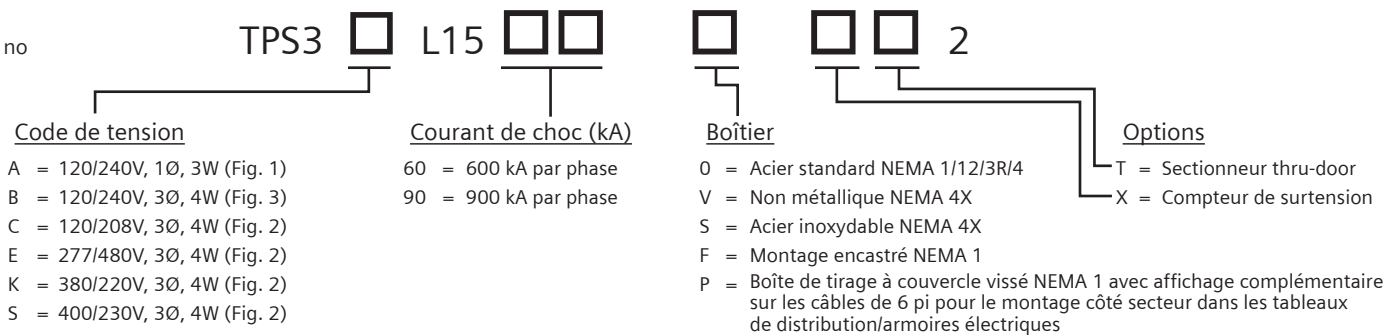 no TPS3 L15 2
Code de tension
A = 120/240V, 1Ø, 3W (Fig. 1)
B = 120/240V, 3Ø, 4W (Fig. 3)
C = 120/208V, 3Ø, 4W (Fig. 2)
E = 277/480V, 3Ø, 4W (Fig. 2)
K = 380/220V, 3Ø, 4W (Fig. 2)
S = 400/230V, 3Ø, 4W (Fig. 2)
Courant de choc (kA)
60 = 600 kA par phase
90 = 900 kA par phase
Boîtier
0 = Acier standard NEMA 1/12/3R/4
V = Non métallique NEMA 4X
S = Acier inoxydable NEMA 4X
F = Montage encastré NEMA 1
P = Boîte de tirage à couvercle vissé NEMA 1 avec affichage complémentaire
sur les câbles de 6 pi pour le montage côté secteur dans les tableaux
de distribution/armoires électriques
Options
T = Sectionneur thru-door
X = Compteur de surtension